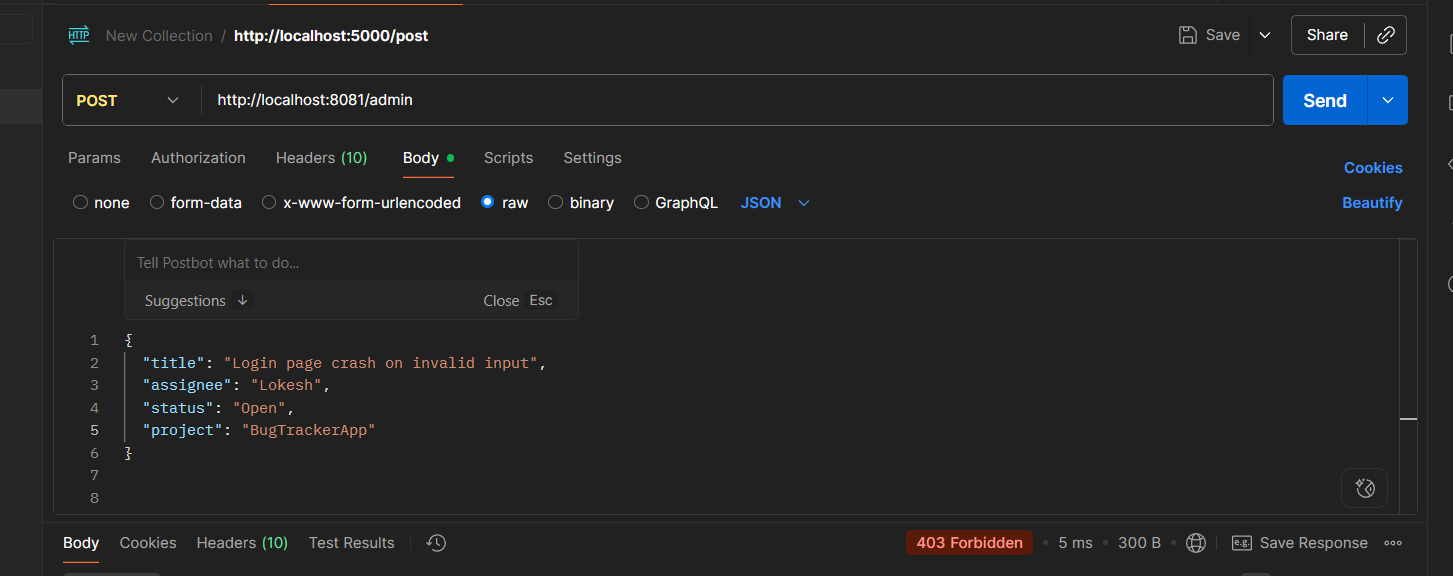 HTTP New Collection / http://localhost:5000/post Save Share
POST http://localhost:8081/admin Send
Params Authorization Headers (10) Body Scripts Settings Cookies
none form-data x-www-form-urlencoded raw binary GraphQL JSON Beautify
Tell Postbot what to do...
Suggestions ↓ Close Esc
1 {
2 "title": "Login page crash on invalid input",
3 "assignee": "Lokesh",
4 "status": "Open",
5 "project": "BugTrackerApp"
6 }
7
8
Body Cookies Headers (10) Test Results 403 Forbidden • 5 ms • 300 B • e.g. Save Response